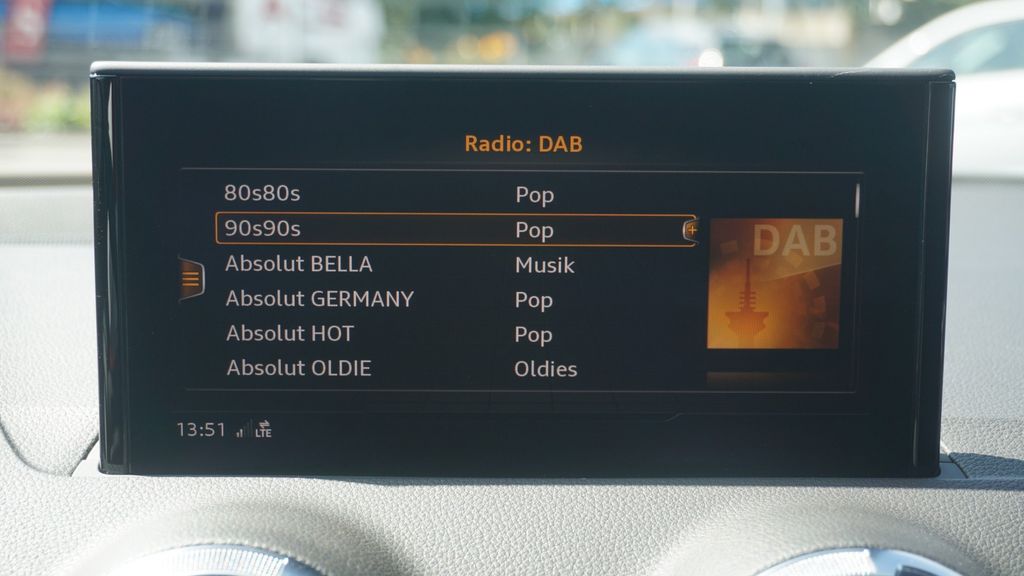 Radio: DAB
80s80s Pop
90s90s Pop
Absolut BELLA Musik
Absolut GERMANY Pop
Absolut HOT Pop
Absolut OLDIE Oldies
DAB
13:51 LTE